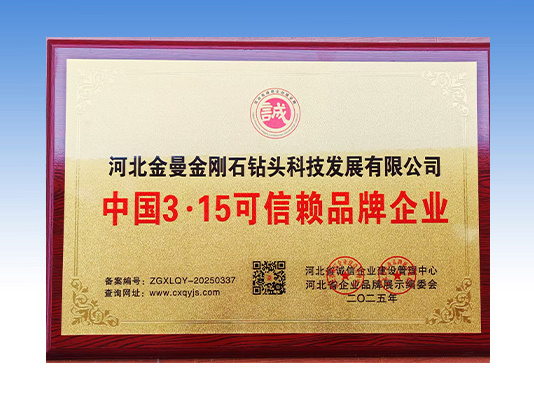 誠
河北金曼金刚石钻头科技发展有限公司
中国3·15可信赖品牌企业
备案编号：ZGXLQY-20250337
查询网址：www.cxqyjs.com
河北省诚信企业建设管理中心
河北省企业品牌展示编委会
二〇二五年